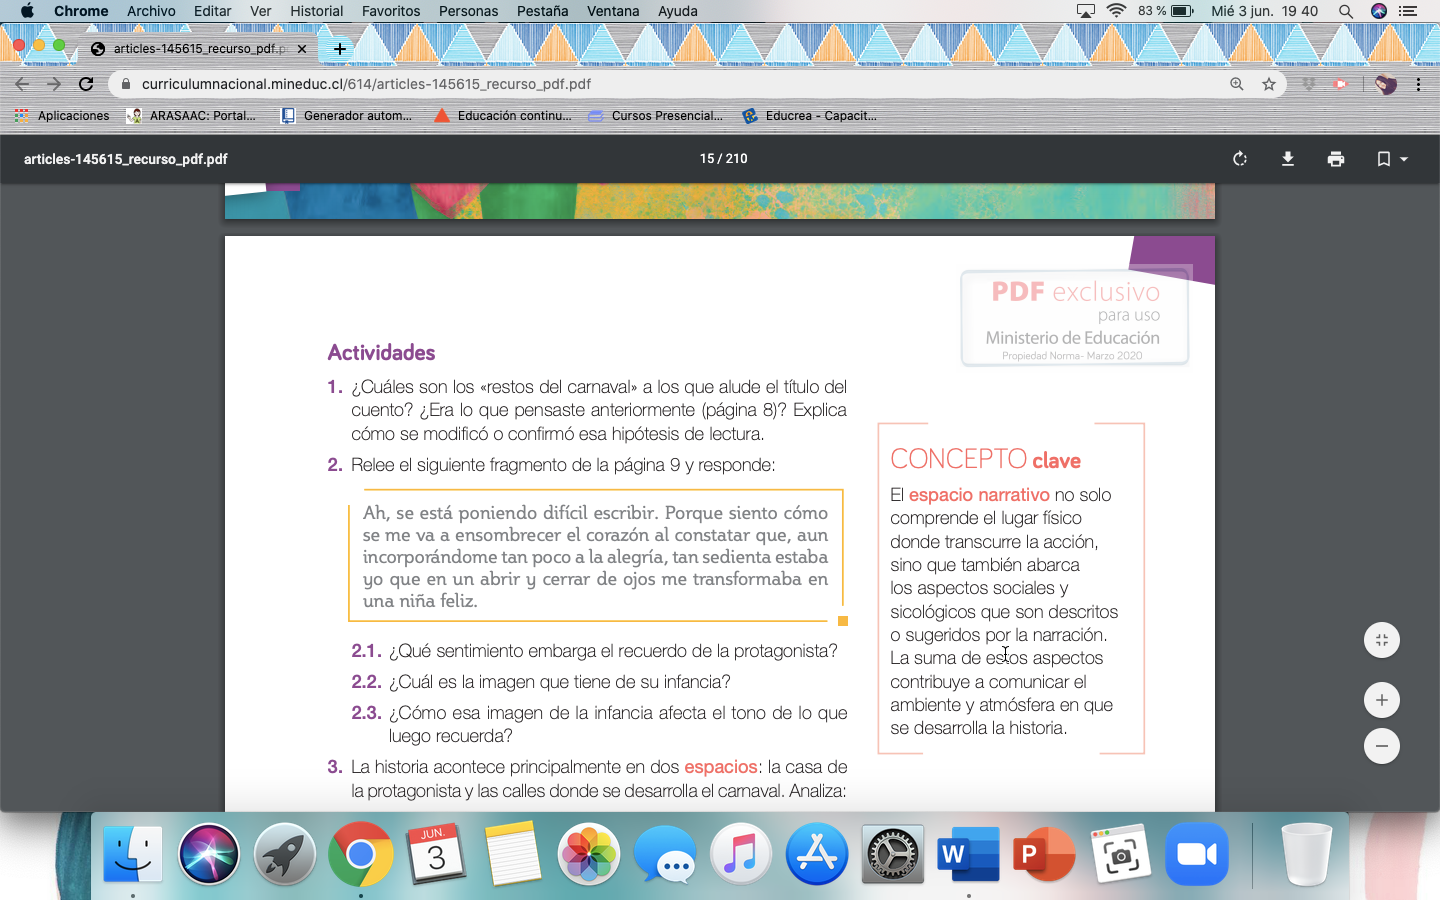 Chrome Archivo Editar Ver Historial Favoritos Personas Pestaña Ventana Ayuda 83 % Mié 3 jun. 19 40
articles-145615_recurso_pdf.p
curriculumnacional.mineduc.cl/614/articles-145615_recurso_pdf.pdf
Aplicaciones ARASAAC: Portal... Generador autom... Educación continu... Cursos Presencial... Educrea - Capacit...
articles-145615_recurso_pdf.pdf 15 / 210
PDF exclusivo
para uso
Ministerio de Educación
Propiedad Norma- Marzo 2020
Actividades
1. ¿Cuáles son los «restos del carnaval» a los que alude el título del
cuento? ¿Era lo que pensaste anteriormente (página 8)? Explica
cómo se modificó o confirmó esa hipótesis de lectura.
2. Relee el siguiente fragmento de la página 9 y responde:
Ah, se está poniendo difícil escribir. Porque siento cómo
se me va a ensombrecer el corazón al constatar que, aun
incorporándome tan poco a la alegría, tan sedienta estaba
yo que en un abrir y cerrar de ojos me transformaba en
una niña feliz.
2.1. ¿Qué sentimiento embarga el recuerdo de la protagonista?
2.2. ¿Cuál es la imagen que tiene de su infancia?
2.3. ¿Cómo esa imagen de la infancia afecta el tono de lo que
luego recuerda?
3. La historia acontece principalmente en dos espacios: la casa de
la protagonista y las calles donde se desarrolla el carnaval. Analiza:
CONCEPTO clave
El espacio narrativo no solo
comprende el lugar físico
donde transcurre la acción,
sino que también abarca
los aspectos sociales y
sicológicos que son descritos
o sugeridos por la narración.
La suma de estos aspectos
contribuye a comunicar el
ambiente y atmósfera en que
se desarrolla la historia.
JUN.
3
W
P